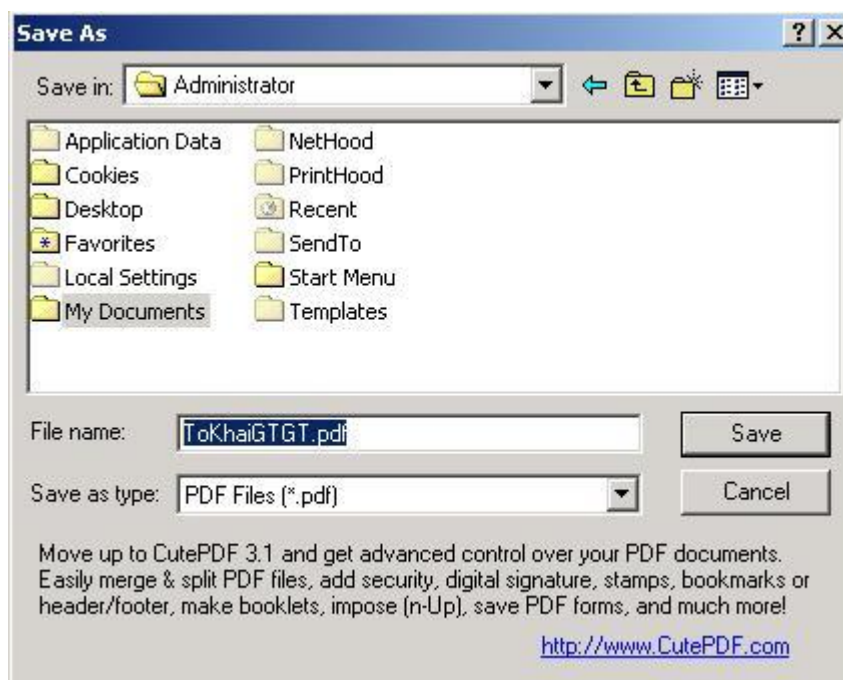 Save As
Save in: Administrator
Application Data
Cookies
Desktop
Favorites
Local Settings
My Documents
NetHood
PrintHood
Recent
SendTo
Start Menu
Templates
File name: ToKhaiGTGT.pdf Save
Save as type: PDF Files (*.pdf) Cancel
Move up to CutePDF 3.1 and get advanced control over your PDF documents.
Easily merge & split PDF files, add security, digital signature, stamps, bookmarks or
header/footer, make booklets, impose (n-Up), save PDF forms, and much more!
http://www.CutePDF.com